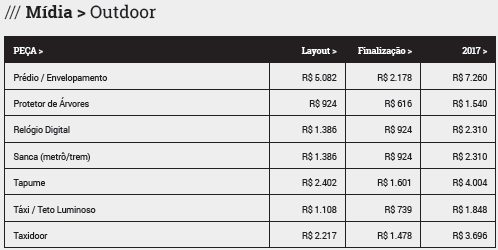 /// Mídia > Outdoor
PEÇA > Layout > Finalização > 2017 >
Prédio / Envelopamento R$ 5.082 R$ 2.178 R$ 7.260
Protetor de Árvores R$ 924 R$ 616 R$ 1.540
Relógio Digital R$ 1.386 R$ 924 R$ 2.310
Sanca (metrô/trem) R$ 1.386 R$ 924 R$ 2.310
Tapume R$ 2.402 R$ 1.601 R$ 4.004
Táxi / Teto Luminoso R$ 1.108 R$ 739 R$ 1.848
Taxidoor R$ 2.217 R$ 1.478 R$ 3.696